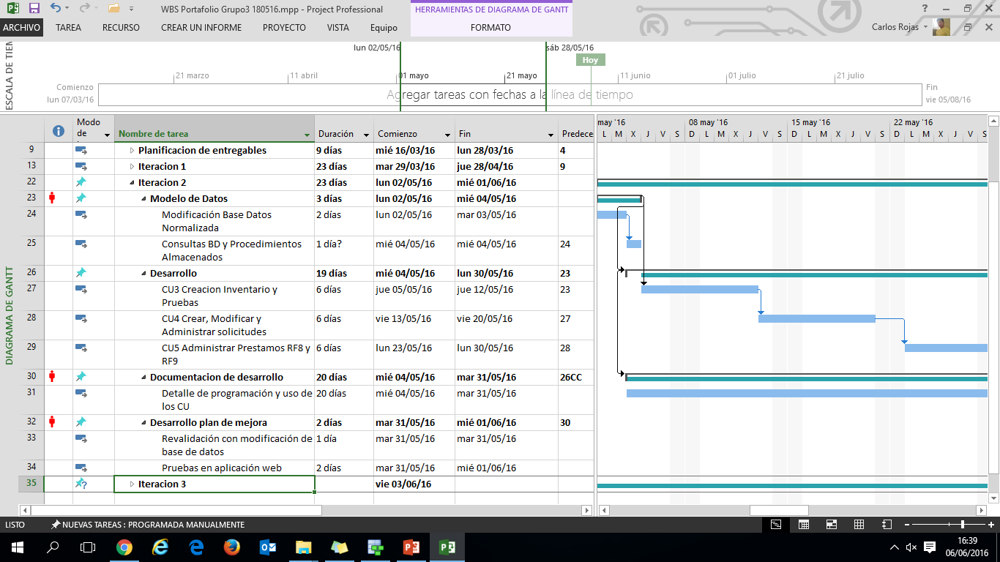 WBS Portafolio Grupo3 180516.mpp - Project Professional
HERRAMIENTAS DE DIAGRAMA DE GANTT
ARCHIVO TAREA RECURSO CREAR UN INFORME PROYECTO VISTA Equipo FORMATO Carlos Rojas
ESCALA DE TIEM
lun 02/05/16 sáb 28/05/16
Hoy
21 marzo 11 abril 01 mayo 21 mayo 11 junio 01 julio 21 julio
Comienzo
lun 07/03/16
Agregar tareas con fechas a la línea de tiempo
Fin
vie 05/08/16
DIAGRAMA DE GANTT
Modo
de
Nombre de tarea Duración Comienzo Fin Predeces
may '16 08 may '16 15 may '16 22 may '16
L M X J V S D L M X J V S D L M X J V S D L M X J V S
9 Planificacion de entregables 9 días mié 16/03/16 lun 28/03/16 4
13 Iteracion 1 23 días mar 29/03/16 jue 28/04/16 9
22 Iteracion 2 23 días lun 02/05/16 mié 01/06/16
23 Modelo de Datos 3 días lun 02/05/16 mié 04/05/16
24 Modificación Base Datos 2 días lun 02/05/16 mar 03/05/16
Normalizada
25 Consultas BD y Procedimientos 1 día? mié 04/05/16 mié 04/05/16 24
Almacenados
26 Desarrollo 19 días mié 04/05/16 lun 30/05/16 23
27 CU3 Creacion Inventario y 6 días jue 05/05/16 jue 12/05/16 23
Pruebas
28 CU4 Crear, Modificar y 6 días vie 13/05/16 vie 20/05/16 27
Administrar solicitudes
29 CU5 Administrar Prestamos RF8 y 6 días lun 23/05/16 lun 30/05/16 28
RF9
30 Documentacion de desarrollo 20 días mié 04/05/16 mar 31/05/16 26CC
31 Detalle de programación y uso de 20 días mié 04/05/16 mar 31/05/16
los CU
32 Desarrollo plan de mejora 2 días mar 31/05/16 mié 01/06/16 30
33 Revalidación con modificación de 1 día mar 31/05/16 mar 31/05/16
base de datos
34 Pruebas en aplicación web 2 días mar 31/05/16 mié 01/06/16
35 Iteracion 3 vie 03/06/16
LISTO NUEVAS TAREAS : PROGRAMADA MANUALMENTE
16:39
06/06/2016